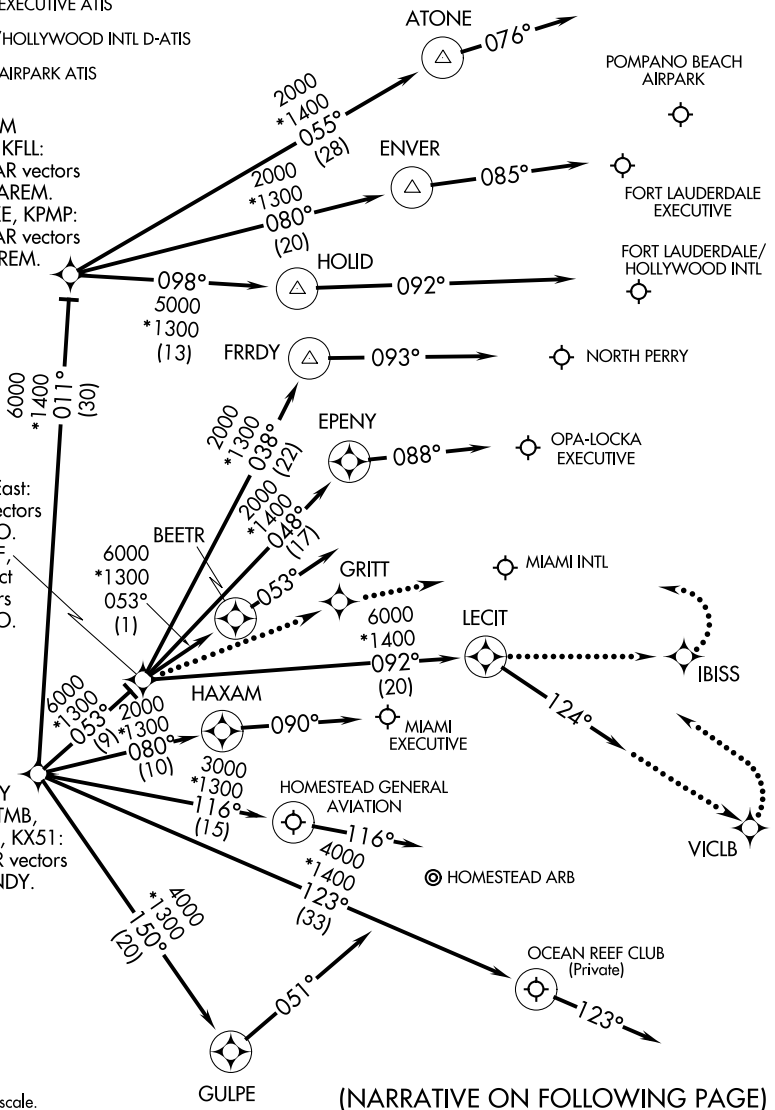 EXECUTIVE ATIS
/HOLLYWOOD INTL D-ATIS
AIRPARK ATIS
ATONE
076°
POMPANO BEACH
AIRPARK
2000
*1400
055°
(28)
KFLL:
AR vectors
AREM.
KPMP:
AR vectors
REM.
ENVER
2000
*1300
080°
(20)
085°
FORT LAUDERDALE
EXECUTIVE
HOLID
098°
5000
*1300
(13)
092°
FORT LAUDERDALE/
HOLLYWOOD INTL
FRRDY
093°
NORTH PERRY
6000
*1400
011°
(30)
2000
*1300
038°
(22)
EPENY
088°
OPA-LOCKA
EXECUTIVE
East:
vectors
O.
2000
*1400
048°
(17)
BEETR
6000
*1300
053°
(1)
053°
GRITT
MIAMI INTL
6000
*1400
092°
(20)
LECIT
IBISS
124°
VICLB
6000
*1300
053°
(9)
2000
*1300
080°
(10)
HAXAM
090°
MIAMI
EXECUTIVE
3000
*1300
116°
(15)
HOMESTEAD GENERAL
AVIATION
116°
TMB,
, KX51:
R vectors
NDY.
4000
*1400
123°
(33)
HOMESTEAD ARB
4000
*1300
150°
(20)
051°
OCEAN REEF CLUB
(Private)
123°
GULPE
scale.
(NARRATIVE ON FOLLOWING PAGE)